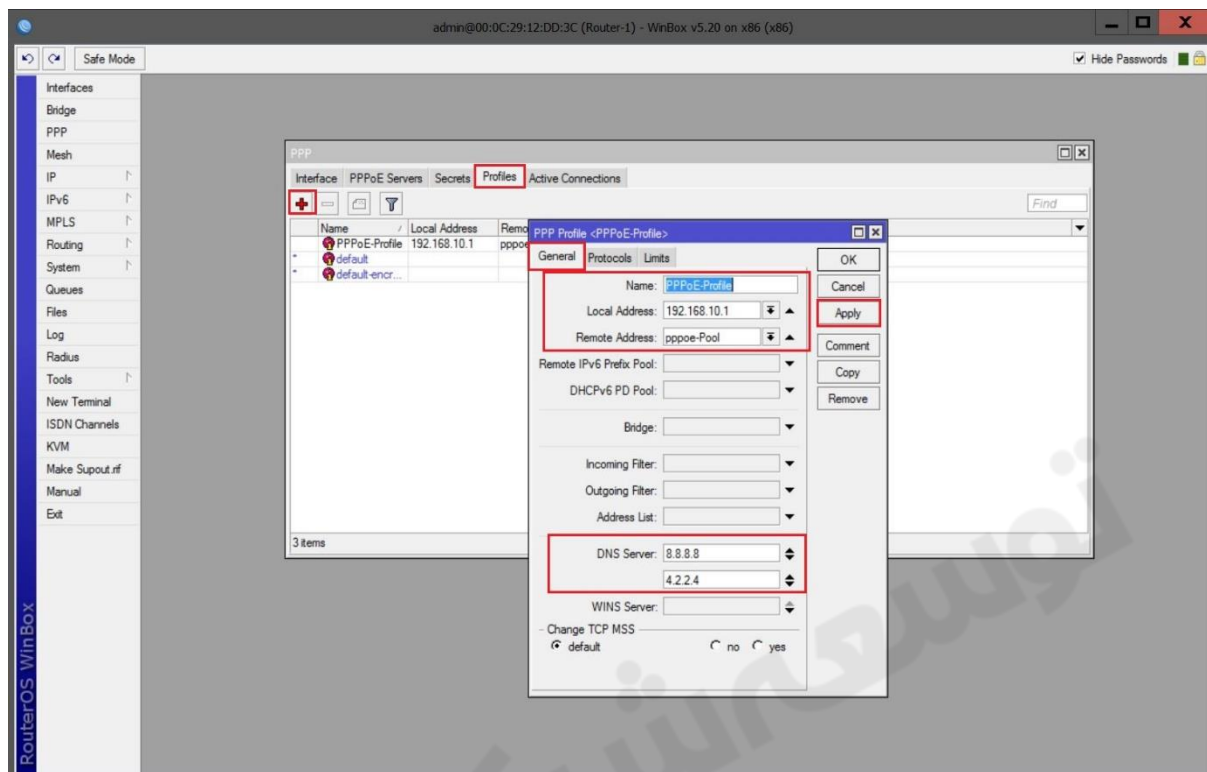 admin@00:0C:29:12:DD:3C (Router-1) - WinBox v5.20 on x86 (x86)
Safe Mode
Hide Passwords
Interfaces
Bridge
PPP
Mesh
IP
IPv6
MPLS
Routing
System
Queues
Files
Log
Radius
Tools
New Terminal
ISDN Channels
KVM
Make Supout.rif
Manual
Exit
RouterOS WinBox
PPP
Interface PPPoE Servers Secrets Profiles Active Connections
Find
Name / Local Address Remo
PPPoE-Profile 192.168.10.1 pppoe
* default
* default-encr...
3 items
PPP Profile <PPPoE-Profile>
General Protocols Limits
Name: PPPoE-Profile
Local Address: 192.168.10.1
Remote Address: pppoe-Pool
Remote IPv6 Prefix Pool:
DHCPv6 PD Pool:
Bridge:
Incoming Filter:
Outgoing Filter:
Address List:
DNS Server: 8.8.8.8
4.2.2.4
WINS Server:
Change TCP MSS
default no yes
OK
Cancel
Apply
Comment
Copy
Remove